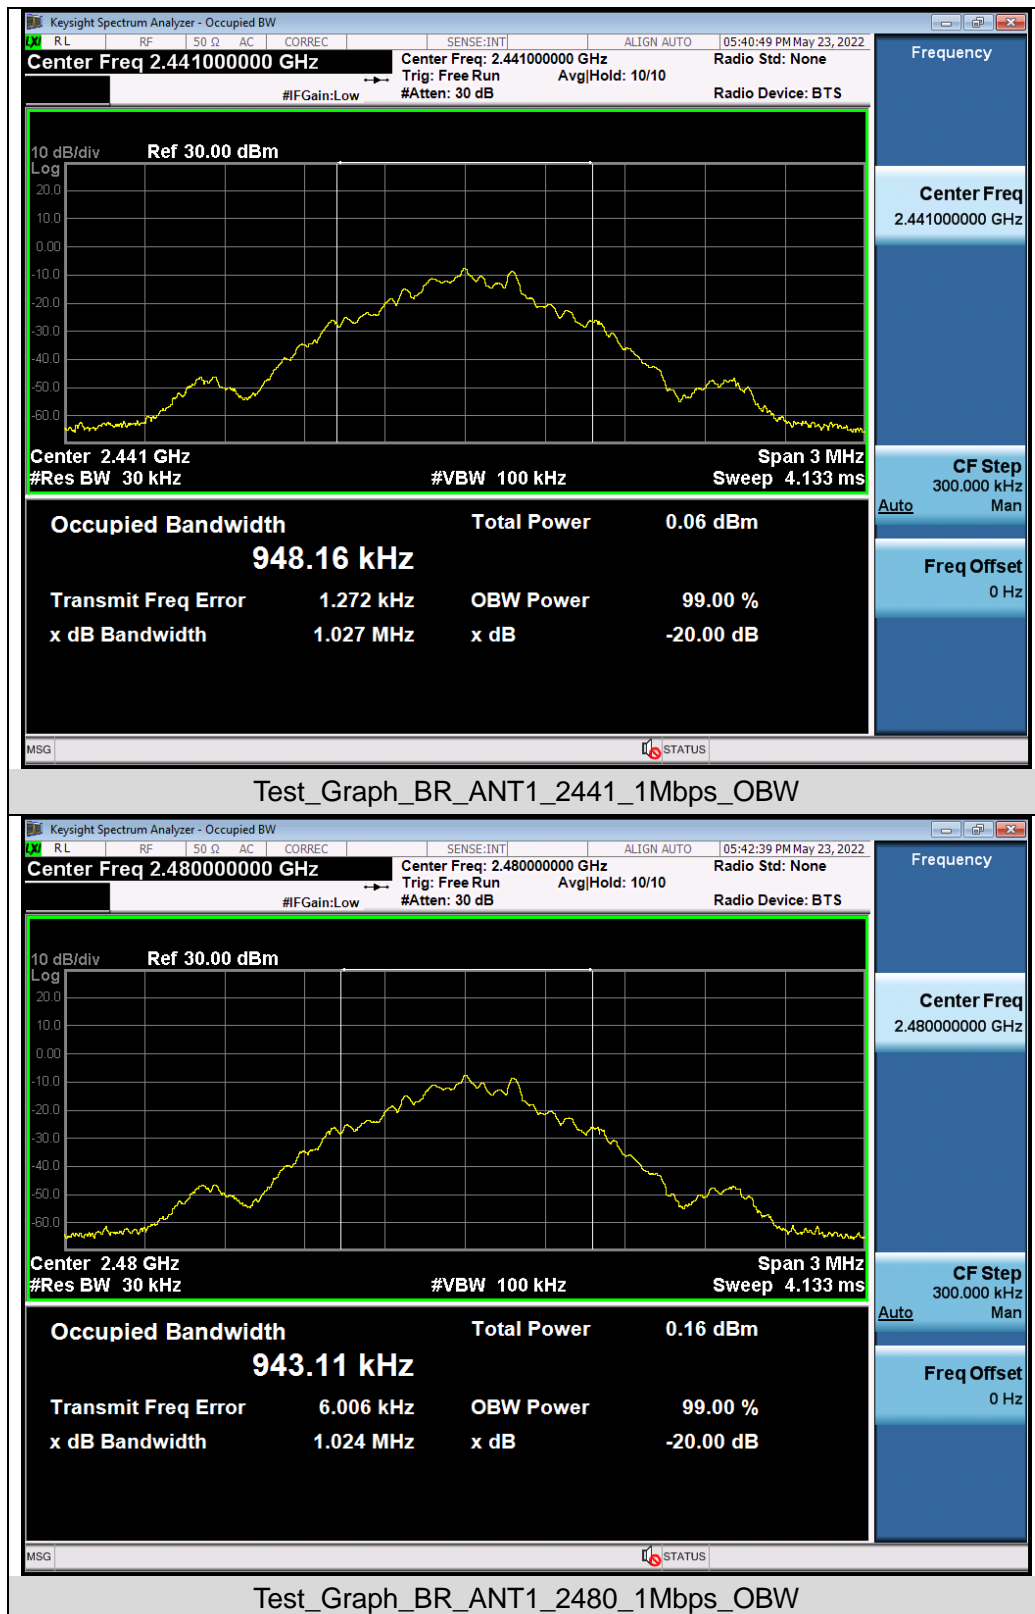 Keysight Spectrum Analyzer - Occupied BW
LXI RL RF 50 Ω AC CORREC SENSE:INT ALIGN AUTO 05:40:49 PM May 23, 2022
Center Freq 2.441000000 GHz Center Freq: 2.441000000 GHz Radio Std: None Frequency
Trig: Free Run Avg|Hold: 10/10
#IFGain:Low #Atten: 30 dB Radio Device: BTS
10 dB/div Ref 30.00 dBm
Log
20.0
10.0
0.00
-10.0
-20.0
-30.0
-40.0
-50.0
-60.0
Center Freq
2.441000000 GHz
Center 2.441 GHz Span 3 MHz
#Res BW 30 kHz #VBW 100 kHz Sweep 4.133 ms
CF Step
300.000 kHz
Auto Man
Occupied Bandwidth Total Power 0.06 dBm
948.16 kHz
Transmit Freq Error 1.272 kHz OBW Power 99.00 %
x dB Bandwidth 1.027 MHz x dB -20.00 dB
Freq Offset
0 Hz
MSG STATUS
Test_Graph_BR_ANT1_2441_1Mbps_OBW
Keysight Spectrum Analyzer - Occupied BW
LXI RL RF 50 Ω AC CORREC SENSE:INT ALIGN AUTO 05:42:39 PM May 23, 2022
Center Freq 2.480000000 GHz Center Freq: 2.480000000 GHz Radio Std: None Frequency
Trig: Free Run Avg|Hold: 10/10
#IFGain:Low #Atten: 30 dB Radio Device: BTS
10 dB/div Ref 30.00 dBm
Log
20.0
10.0
0.00
-10.0
-20.0
-30.0
-40.0
-50.0
-60.0
Center Freq
2.480000000 GHz
Center 2.48 GHz Span 3 MHz
#Res BW 30 kHz #VBW 100 kHz Sweep 4.133 ms
CF Step
300.000 kHz
Auto Man
Occupied Bandwidth Total Power 0.16 dBm
943.11 kHz
Transmit Freq Error 6.006 kHz OBW Power 99.00 %
x dB Bandwidth 1.024 MHz x dB -20.00 dB
Freq Offset
0 Hz
MSG STATUS
Test_Graph_BR_ANT1_2480_1Mbps_OBW